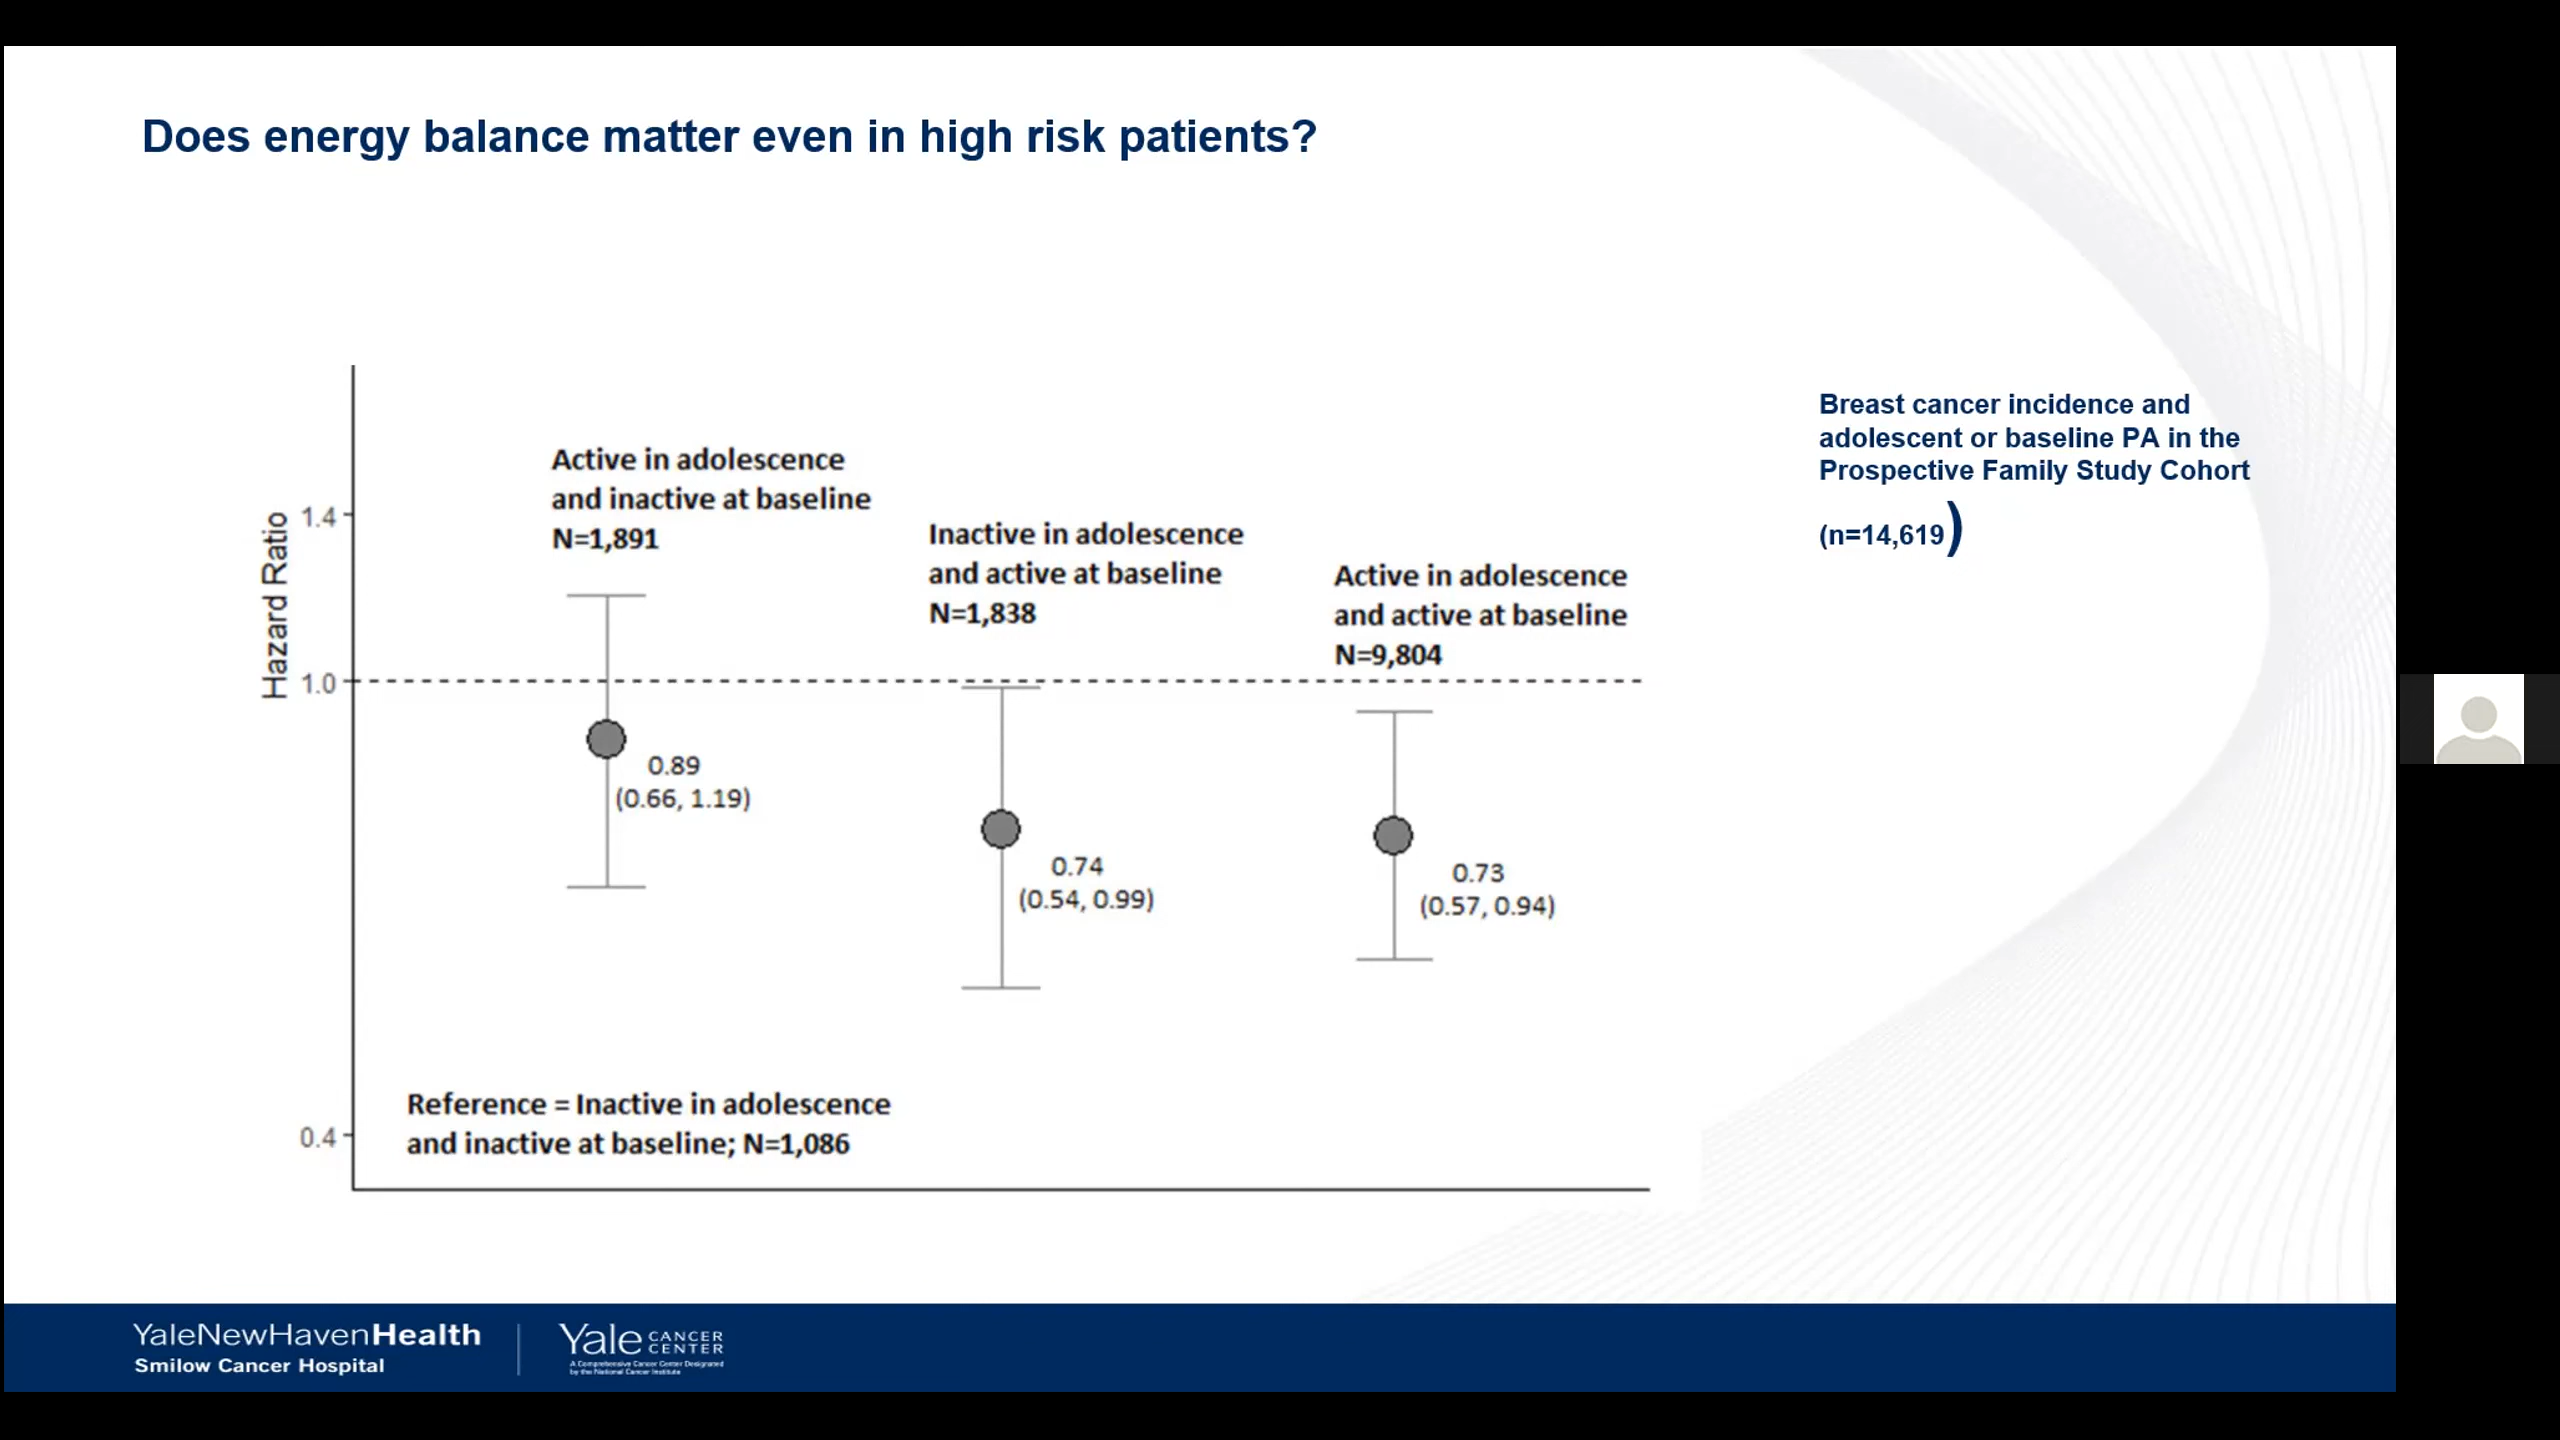 Does energy balance matter even in high risk patients?
Breast cancer incidence and
adolescent or baseline PA in the
Prospective Family Study Cohort
(n=14,619)
Hazard Ratio
1.4
1.0
0.4
Active in adolescence
and inactive at baseline
N=1,891
0.89
(0.66, 1.19)
Inactive in adolescence
and active at baseline
N=1,838
0.74
(0.54, 0.99)
Active in adolescence
and active at baseline
N=9,804
0.73
(0.57, 0.94)
Reference = Inactive in adolescence
and inactive at baseline; N=1,086
YaleNewHavenHealth
Smilow Cancer Hospital
Yale CANCER
CENTER
A Comprehensive Cancer Center Designated
by the National Cancer Institute